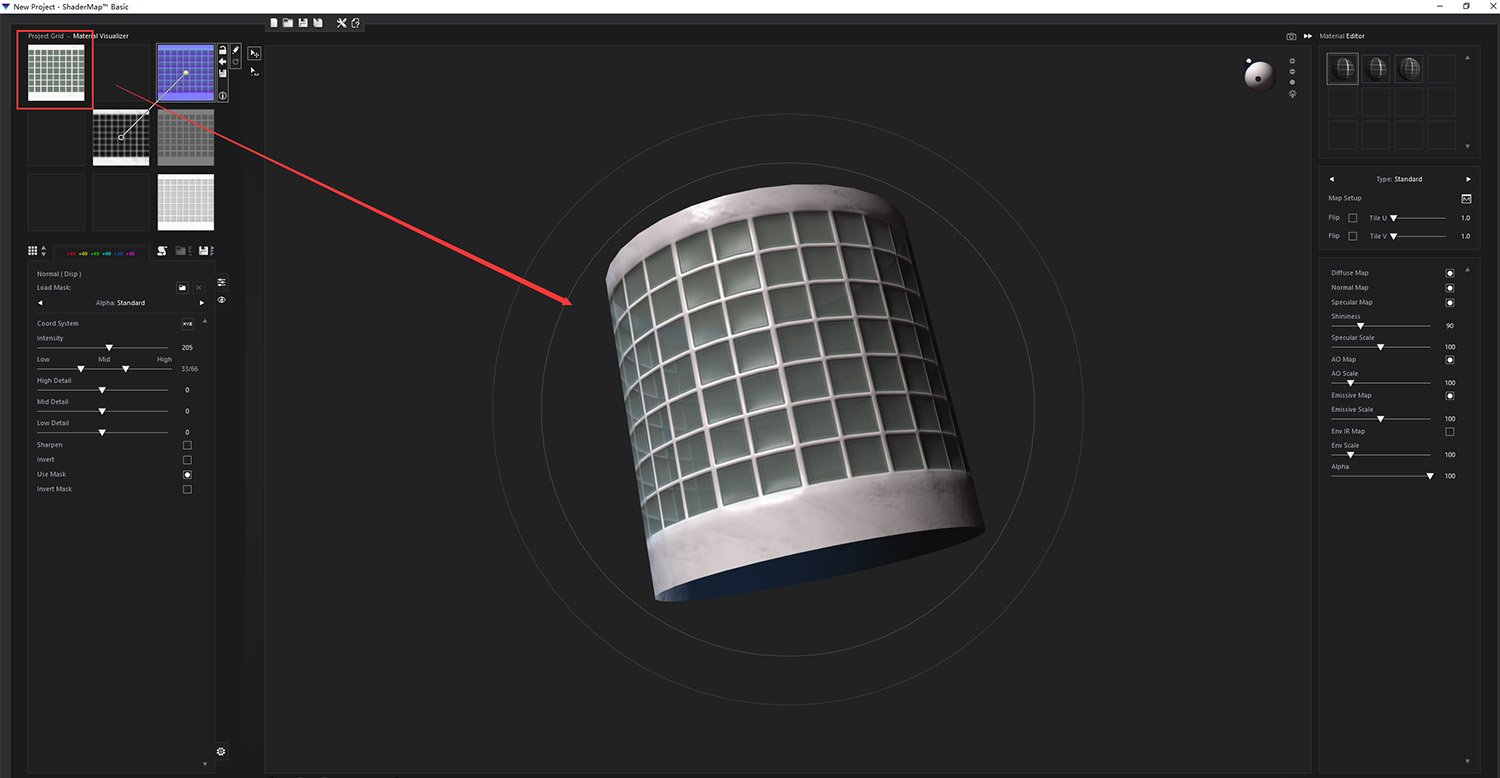 New Project - ShaderMap™ Basic
Project Grid - Material Visualizer
Normal ( Disp )
Load Mask:
Alpha: Standard
Coord System
XYZ
Intensity
205
Low Mid High
33/66
High Detail
0
Mid Detail
0
Low Detail
0
Sharpen
Invert
Use Mask
Invert Mask
Material Editor
Type: Standard
Map Setup
Flip Tile U 1.0
Flip Tile V 1.0
Diffuse Map
Normal Map
Specular Map
Shininess
90
Specular Scale
100
AO Map
AO Scale
100
Emissive Map
Emissive Scale
100
Env IR Map
Env Scale
100
Alpha
100